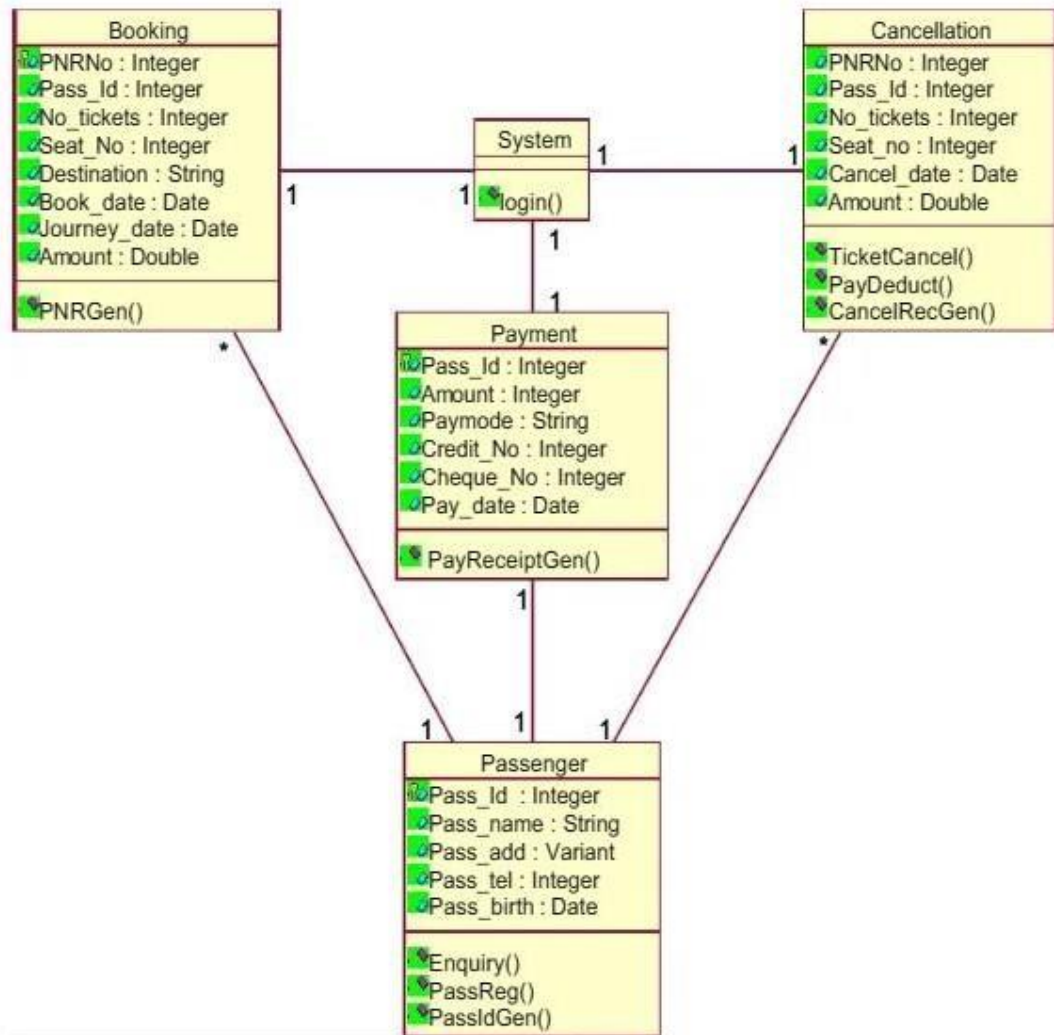 Booking
PNRNo : Integer
Pass_Id : Integer
No_tickets : Integer
Seat_No : Integer
Destination : String
Book_date : Date
Journey_date : Date
Amount : Double
PNRGen()
*
1
1
System
login()
1
1
1
1
Cancellation
PNRNo : Integer
Pass_Id : Integer
No_tickets : Integer
Seat_no : Integer
Cancel_date : Date
Amount : Double
TicketCancel()
PayDeduct()
CancelRecGen()
*
Payment
Pass_Id : Integer
Amount : Integer
Paymode : String
Credit_No : Integer
Cheque_No : Integer
Pay_date : Date
PayReceiptGen()
1
1
1
1
Passenger
Pass_Id : Integer
Pass_name : String
Pass_add : Variant
Pass_tel : Integer
Pass_birth : Date
Enquiry()
PassReg()
PassIdGen()